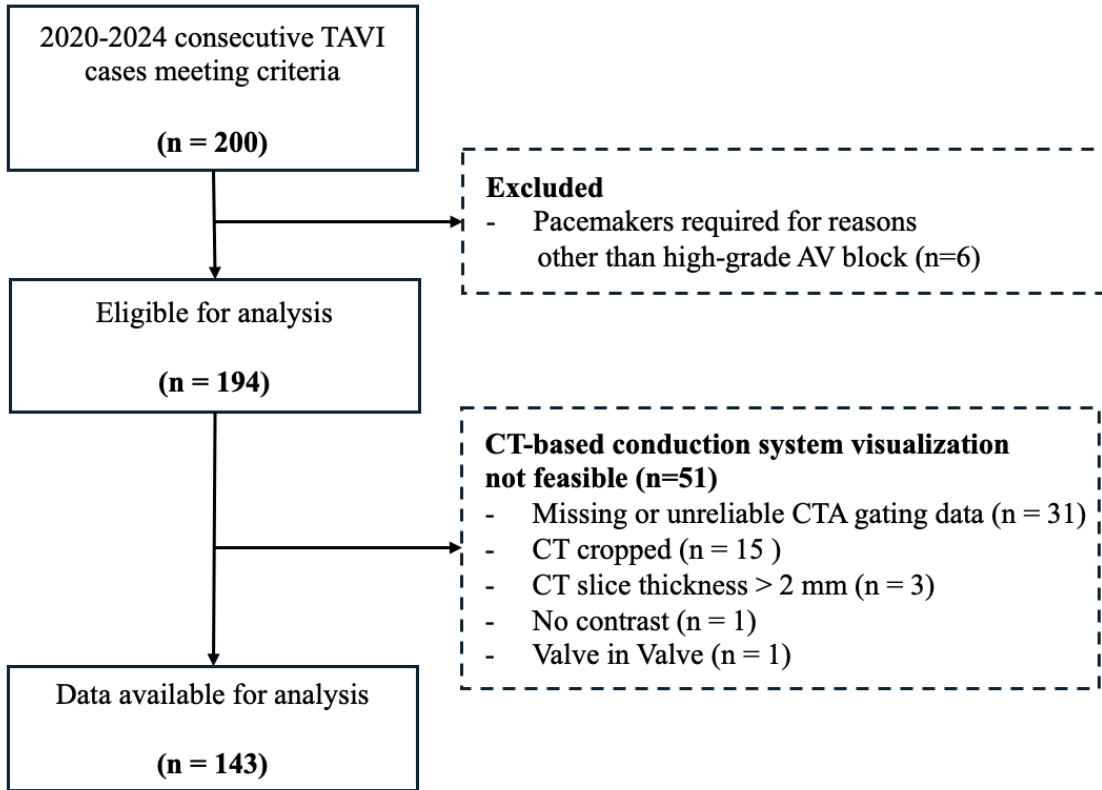 2020-2024 consecutive TAVI
cases meeting criteria
(n = 200)
Excluded
- Pacemakers required for reasons
other than high-grade AV block (n=6)
Eligible for analysis
(n = 194)
CT-based conduction system visualization
not feasible (n=51)
- Missing or unreliable CTA gating data (n = 31)
- CT cropped (n = 15 )
- CT slice thickness > 2 mm (n = 3)
- No contrast (n = 1)
- Valve in Valve (n = 1)
Data available for analysis
(n = 143)